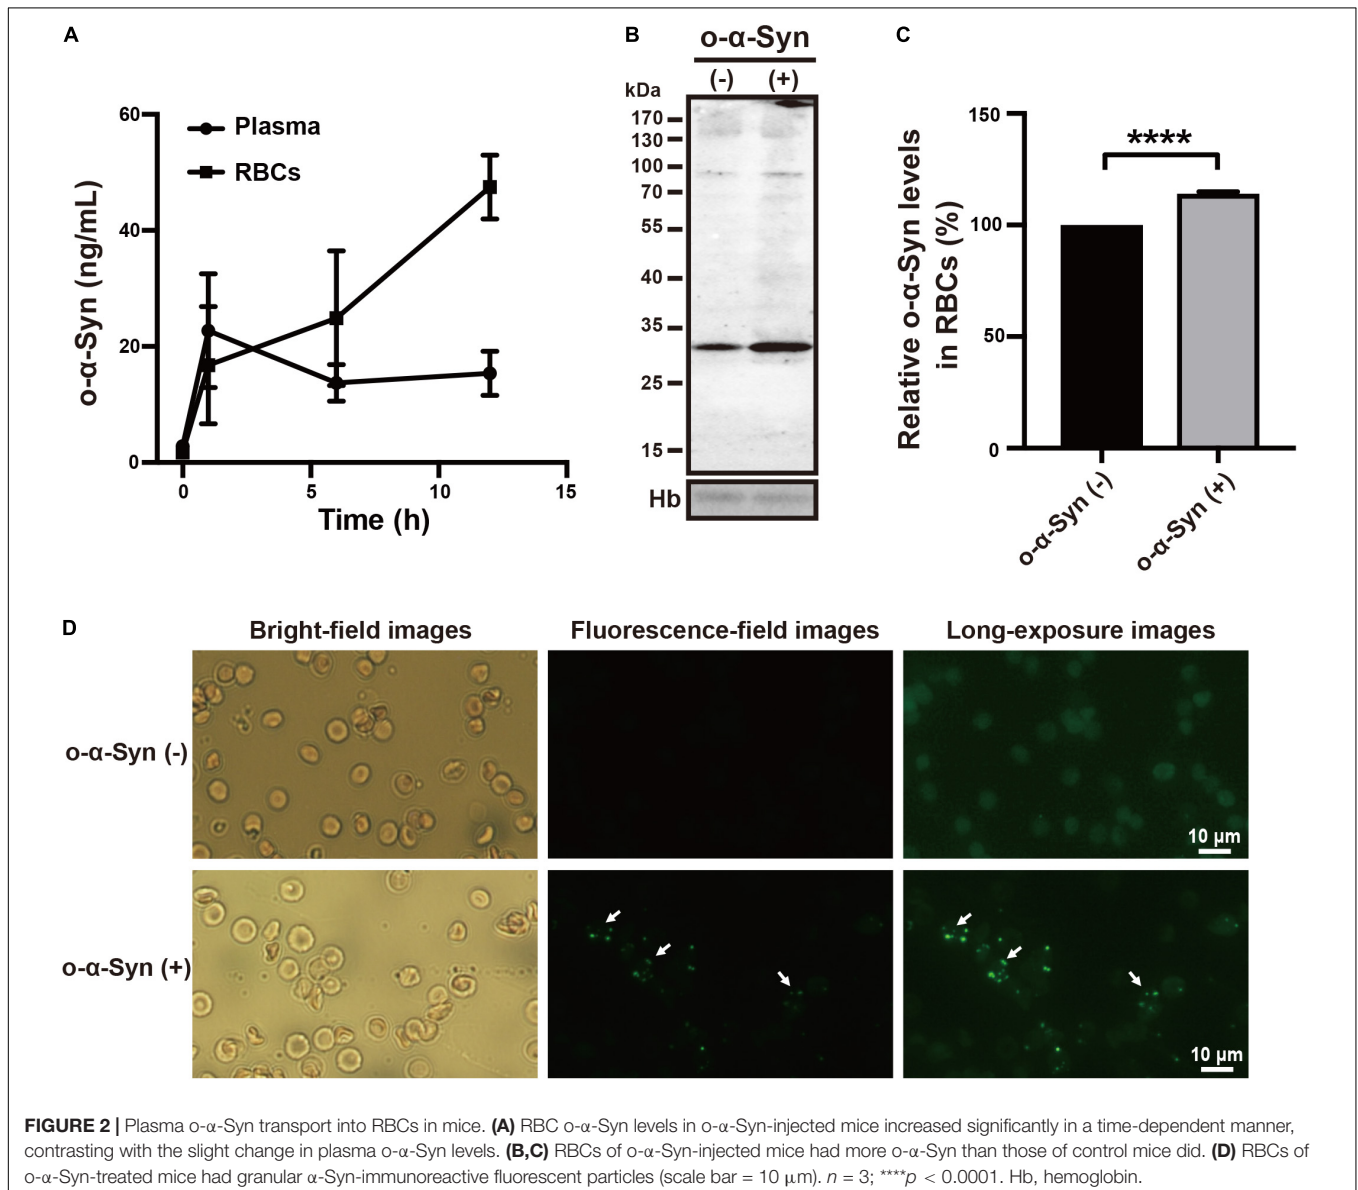 A
60
40
20
0
o-α-Syn (ng/mL)
Plasma
RBCs
0 5 10 15
Time (h)
B
o-α-Syn
(-) (+)
kDa
170
130
100
70
55
40
35
25
15
Hb
C
Relative o-α-Syn levels
in RBCs (%)
150
100
50
0
****
o-α-Syn (-)
o-α-Syn (+)
D
Bright-field images Fluorescence-field images Long-exposure images
o-α-Syn (-)
10 μm
o-α-Syn (+)
10 μm
FIGURE 2 | Plasma o-α-Syn transport into RBCs in mice. (A) RBC o-α-Syn levels in o-α-Syn-injected mice increased significantly in a time-dependent manner,
contrasting with the slight change in plasma o-α-Syn levels. (B,C) RBCs of o-α-Syn-injected mice had more o-α-Syn than those of control mice did. (D) RBCs of
o-α-Syn-treated mice had granular α-Syn-immunoreactive fluorescent particles (scale bar = 10 μm). n = 3; ****p < 0.0001. Hb, hemoglobin.